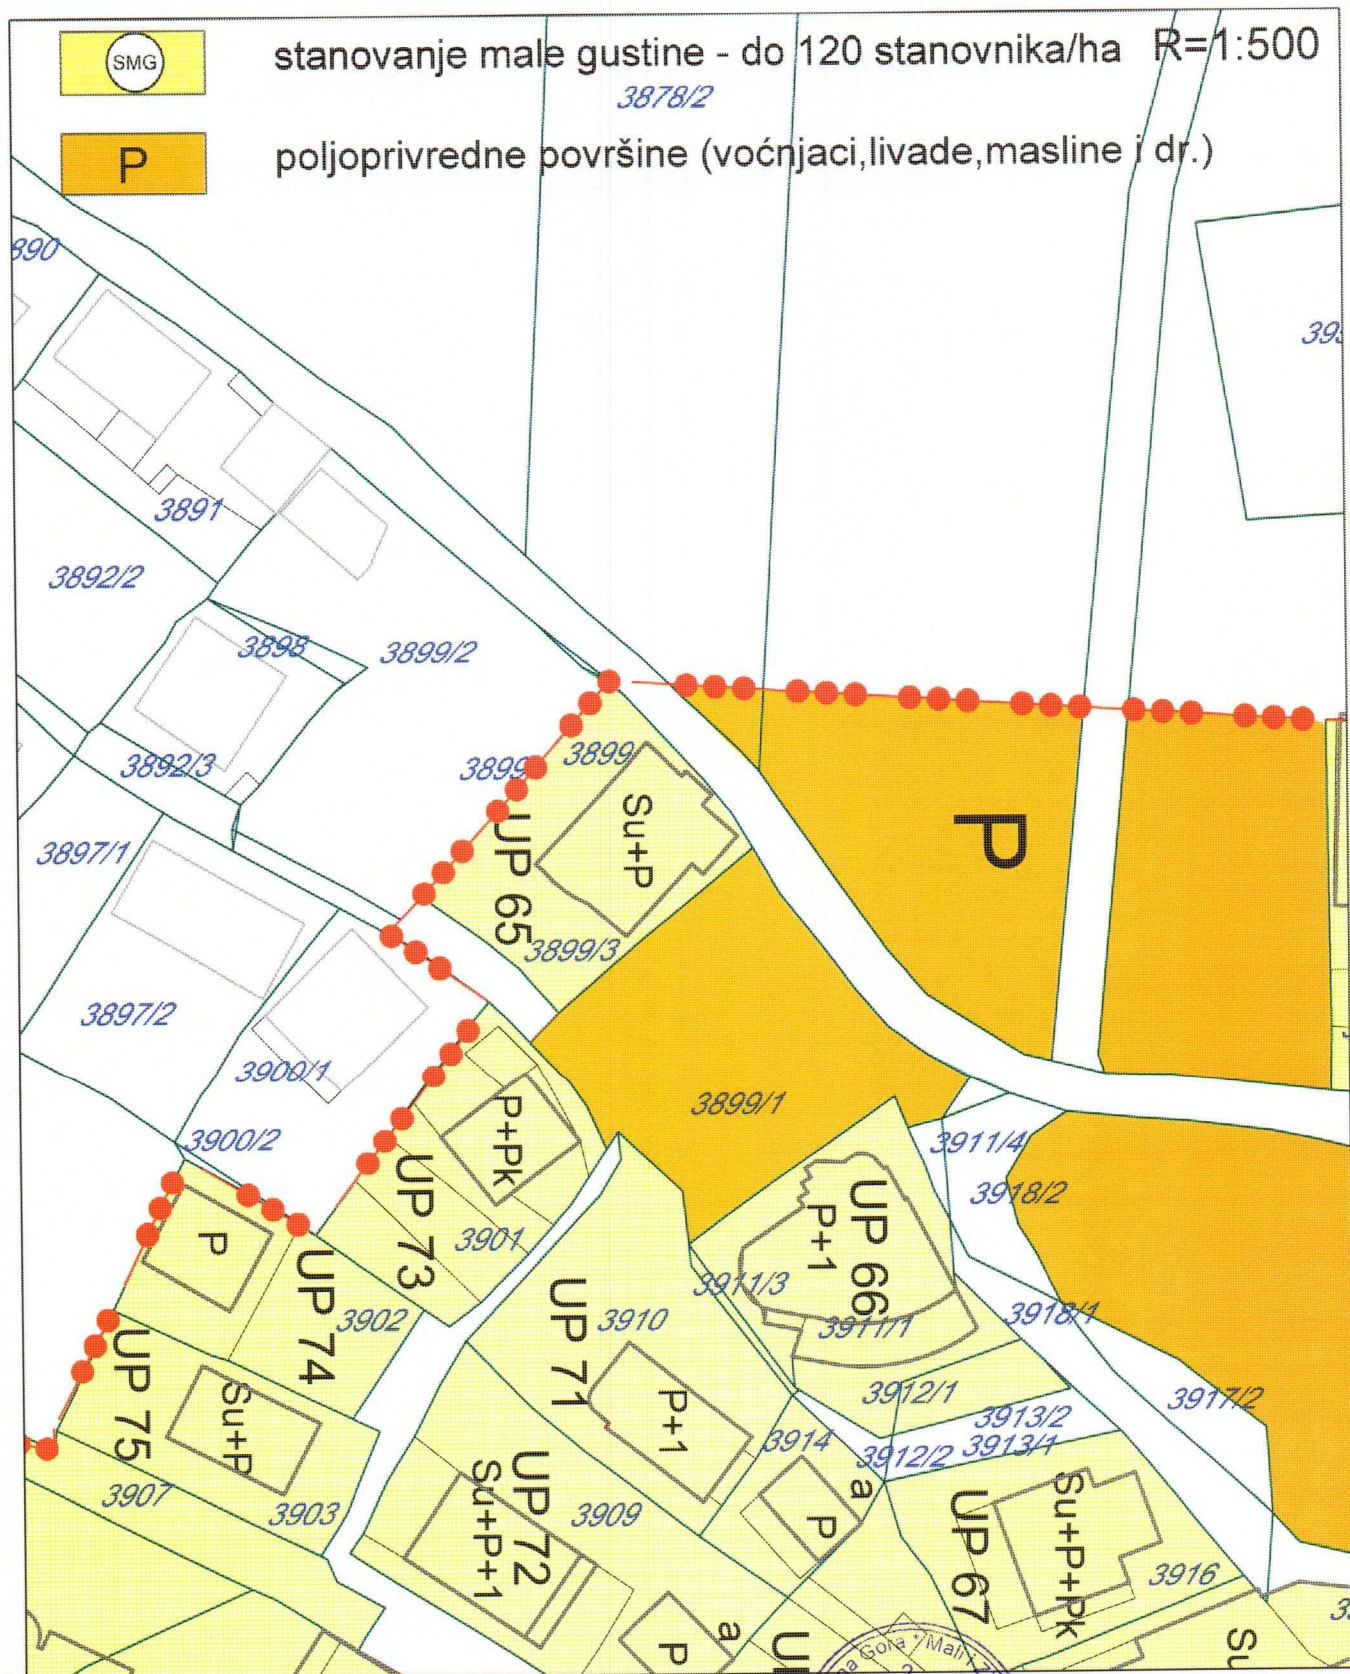 SMG stanovanje male gustine - do 120 stanovnika/ha R=1:500
3878/2
P poljoprivredne površine (voćnjaci,livade,masline i dr.)
3891
3892/2
3898
3899/2
3892/3
3899
3899
Su+P
UP 65
P
3897/1
3899/3
3897/2
3900/1
3899/1
P+Pk
3900/2
3911/4
3918/2
UP 73
3901
UP 66
P+1
P
UP 74
3902
UP 71
3910
3911/3
3911/1
3918/1
UP 75
Su+P
P+1
3912/1
3917/2
3913/2
3914
3912/2
3913/1
3907
3903
UP 72
Su+P+1
3909
a
P
UP 67
Su+P+Pk
3916
a
P
Su
Gora * Mali i